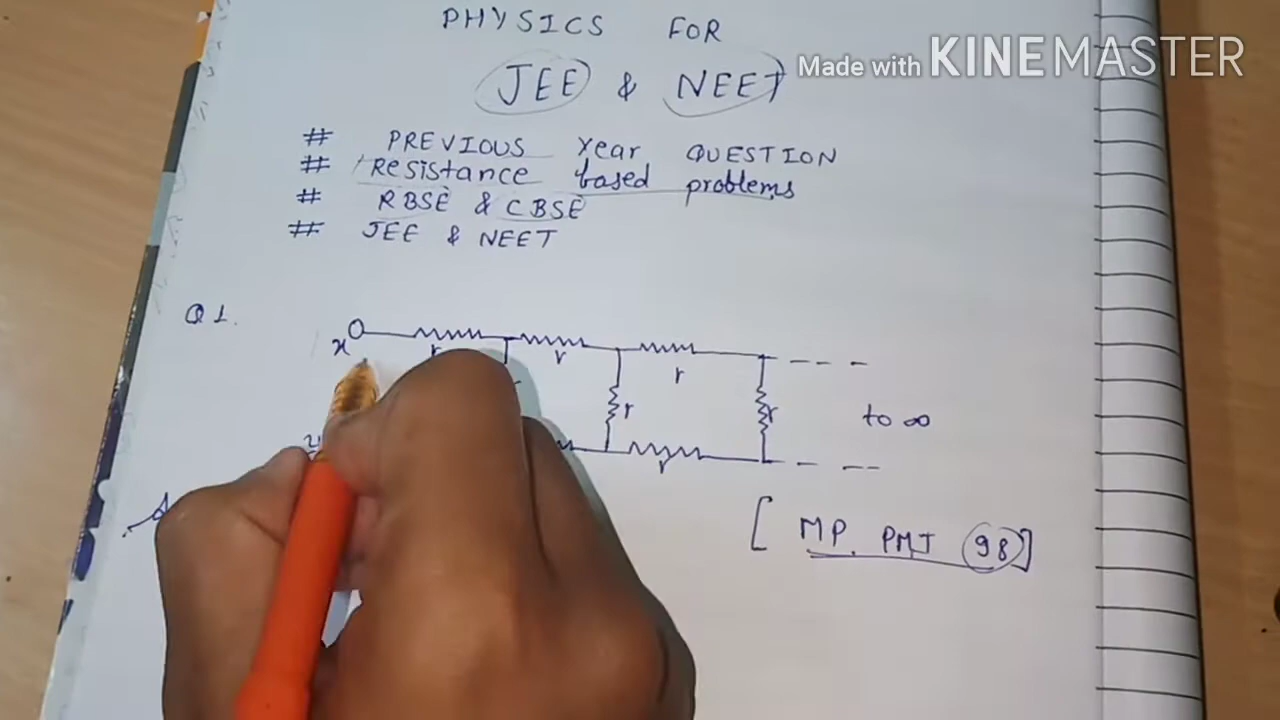 PHYSICS FOR
Made with KINEMASTER
JEE & NEET
# PREVIOUS Year QUESTION
# Resistance based problems
# RBSE & CBSE
# JEE & NEET
Q 1.
x
r r r
r r
to ∞
r
[ MP. PMT 98 ]